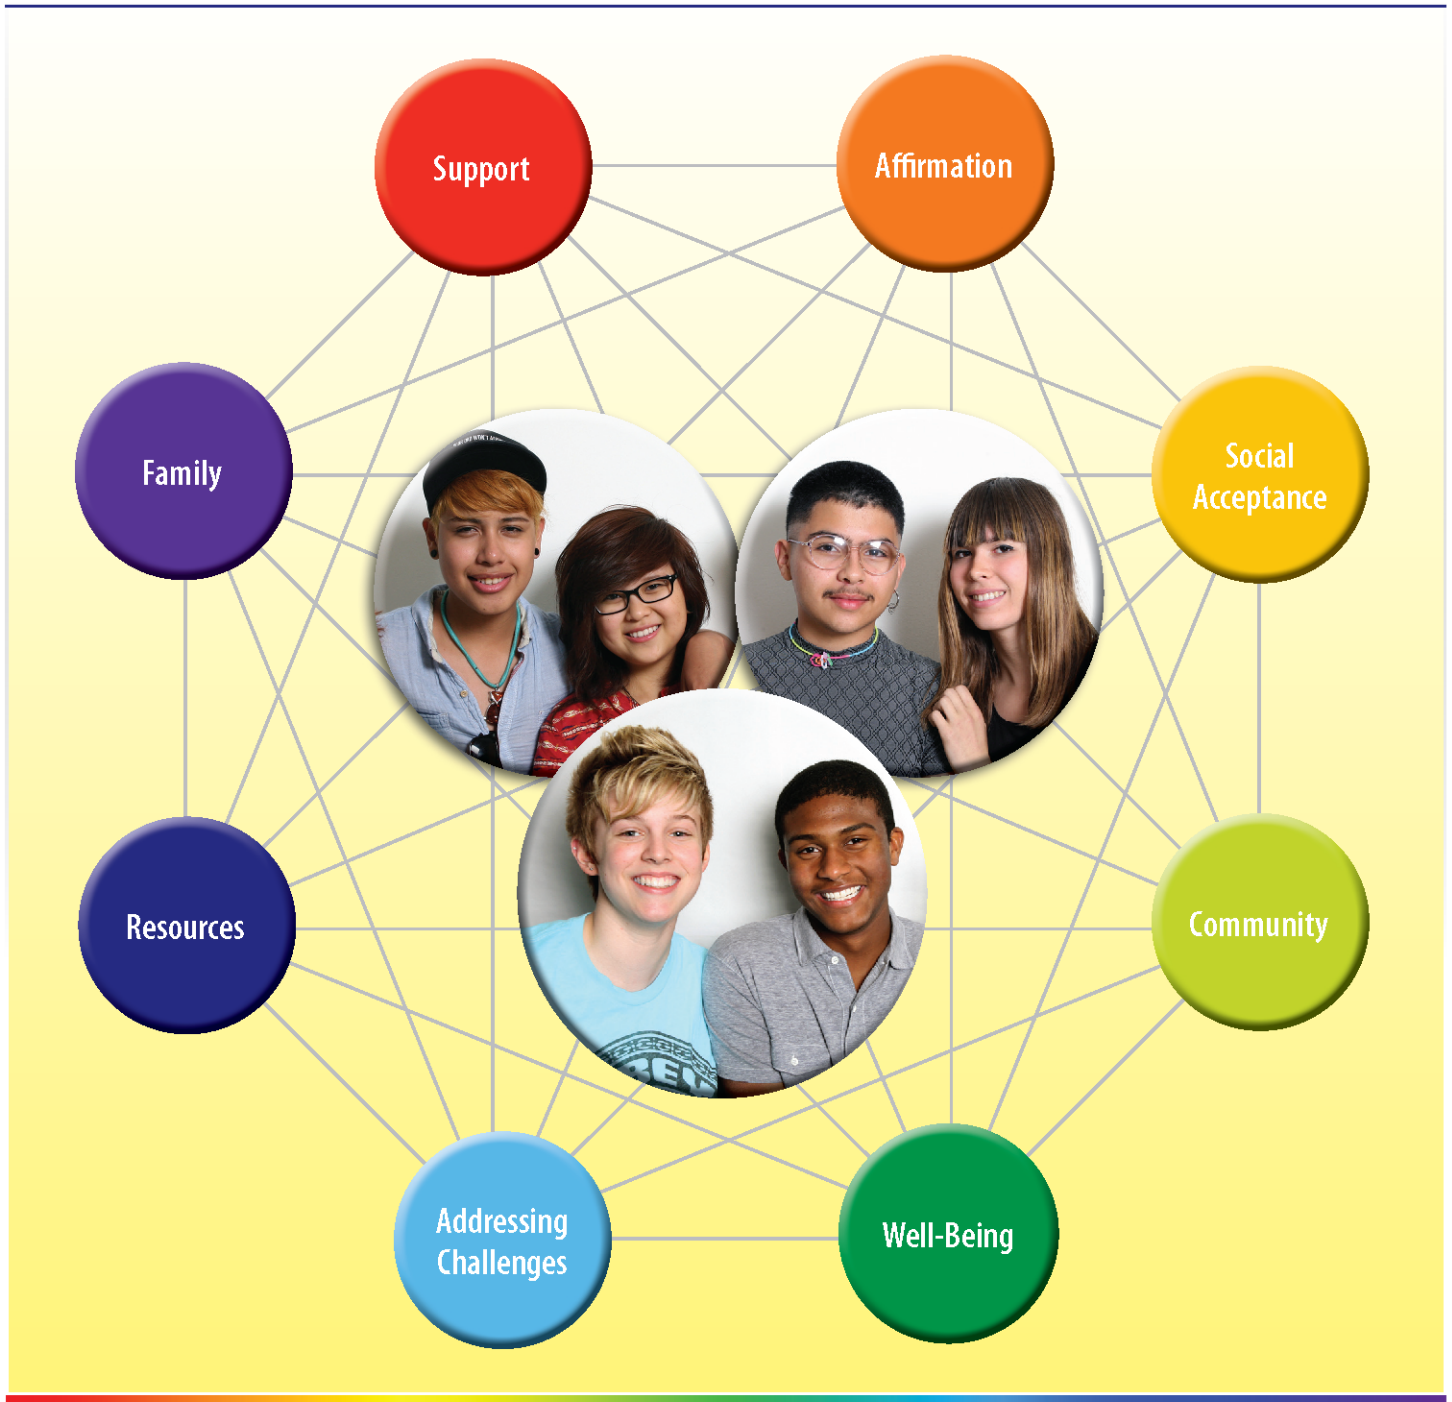 Support
Affirmation
Family
Social
Acceptance
Resources
Community
Addressing
Challenges
Well-Being